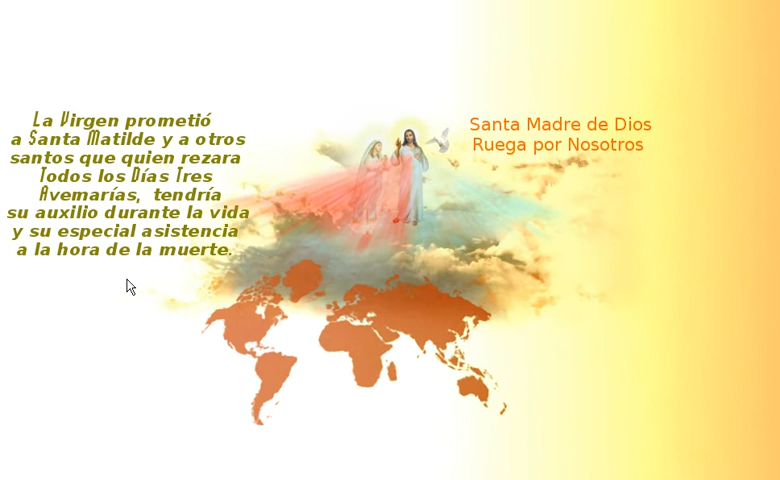 La Virgen prometió
a Santa Matilde y a otros
santos que quien rezara
Todos los Días Tres
Avemarías, tendría
su auxilio durante la vida
y su especial asistencia
a la hora de la muerte.
Santa Madre de Dios
Ruega por Nosotros